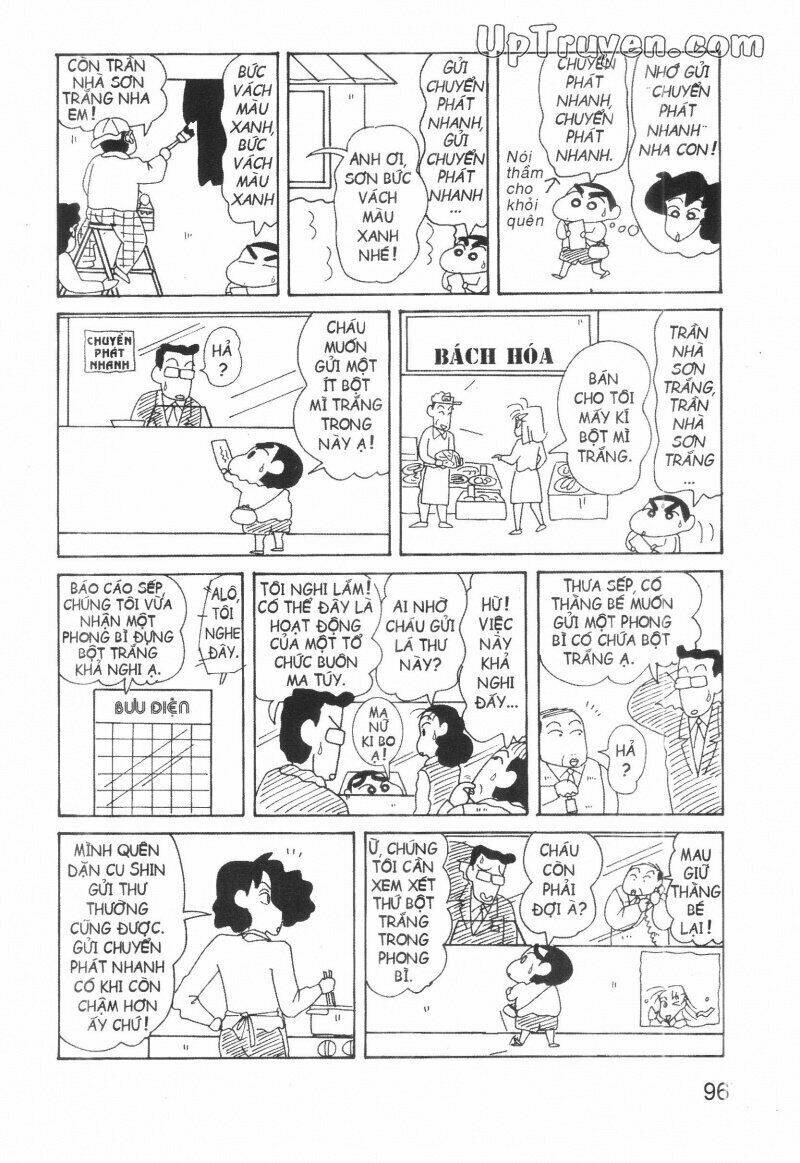 UpTruyen.com
NHỚ GỬI
"CHUYỂN
PHÁT
NHANH"
NHA CON!
CHUYỂN
PHÁT
NHANH,
CHUYỂN
PHÁT
NHANH.
Nói
thầm
cho
khỏi
quên
GỬI
CHUYỂN
PHÁT
NHANH,
GỬI
CHUYỂN
PHÁT
NHANH
...
ANH ƠI,
SƠN BỨC
VÁCH
MÀU
XANH
NHÉ!
BỨC
VÁCH
MÀU
XANH,
BỨC
VÁCH
MÀU
XANH
CÒN TRẦN
NHÀ SƠN
TRẮNG NHA
EM!
TRẦN
NHÀ
SƠN
TRẮNG,
TRẦN
NHÀ
SƠN
TRẮNG
...
BÁCH HÓA
BÁN
CHO TÔI
MẤY KÍ
BỘT MÌ
TRẮNG.
CHÁU
MUỐN
GỬI MỘT
ÍT BỘT
MÌ TRẮNG
TRONG
NÀY Ạ!
HẢ
?
CHUYỂN
PHÁT
NHANH
THƯA SẾP, CÓ
THẰNG BÉ MUỐN
GỬI MỘT PHONG
BÌ CÓ CHỨA BỘT
TRẮNG Ạ.
HẢ
?
HỪ!
VIỆC
NÀY
KHẢ
NGHI
ĐẤY...
AI NHỜ
CHÁU GỬI
LÁ THƯ
NÀY?
MA
NỮ
KI BO
Ạ!
TÔI NGHI LẮM!
CÓ THỂ ĐÂY LÀ
HOẠT ĐỘNG
CỦA MỘT TỔ
CHỨC BUÔN
MA TÚY.
ALÔ,
TÔI
NGHE
ĐÂY.
BÁO CÁO SẾP,
CHÚNG TÔI VỪA
NHẬN MỘT
PHONG BÌ ĐỰNG
BỘT TRẮNG
KHẢ NGHI Ạ.
BƯU ĐIỆN
MAU
GIỮ
THẰNG
BÉ
LẠI!
CHÁU
CÒN
PHẢI
ĐỢI À?
Ừ, CHÚNG
TÔI CẦN
XEM XÉT
THỨ BỘT
TRẮNG
TRONG
PHONG
BÌ.
MÌNH QUÊN
DẶN CU SHIN
GỬI THƯ
THƯỜNG
CŨNG ĐƯỢC.
GỬI CHUYỂN
PHÁT NHANH
CÓ KHI CÒN
CHẬM HƠN
ẤY CHỨ!
96